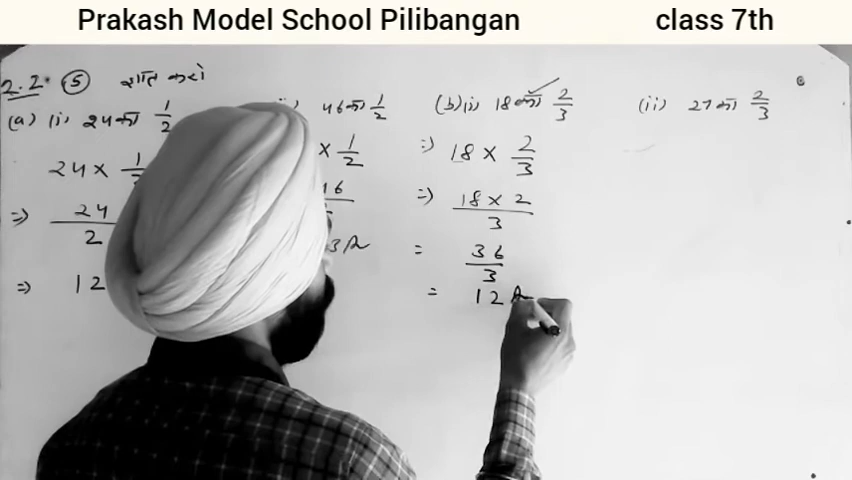 Prakash Model School Pilibangan class 7th
2.2 (5) ज्ञात करो
(a) (i) 24 का 1/2
24 ×
⇒ 24/2
⇒ 12
46 का 1/2
× 1/2
(b) (i) 18 का 2/3
⇒ 18 × 2/3
⇒ 18 × 2/3
= 36/3
= 12
(ii) 27 का 2/3